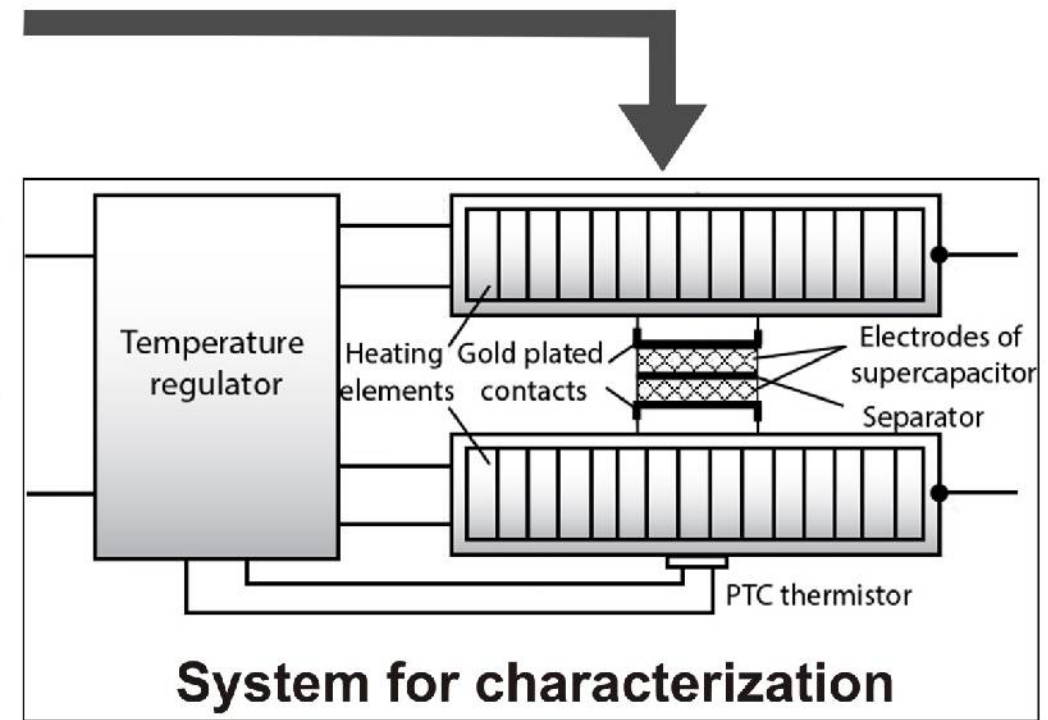 Temperature
regulator
Heating
elements
Gold plated
contacts
Electrodes of
supercapacitor
Separator
PTC thermistor
System for characterization